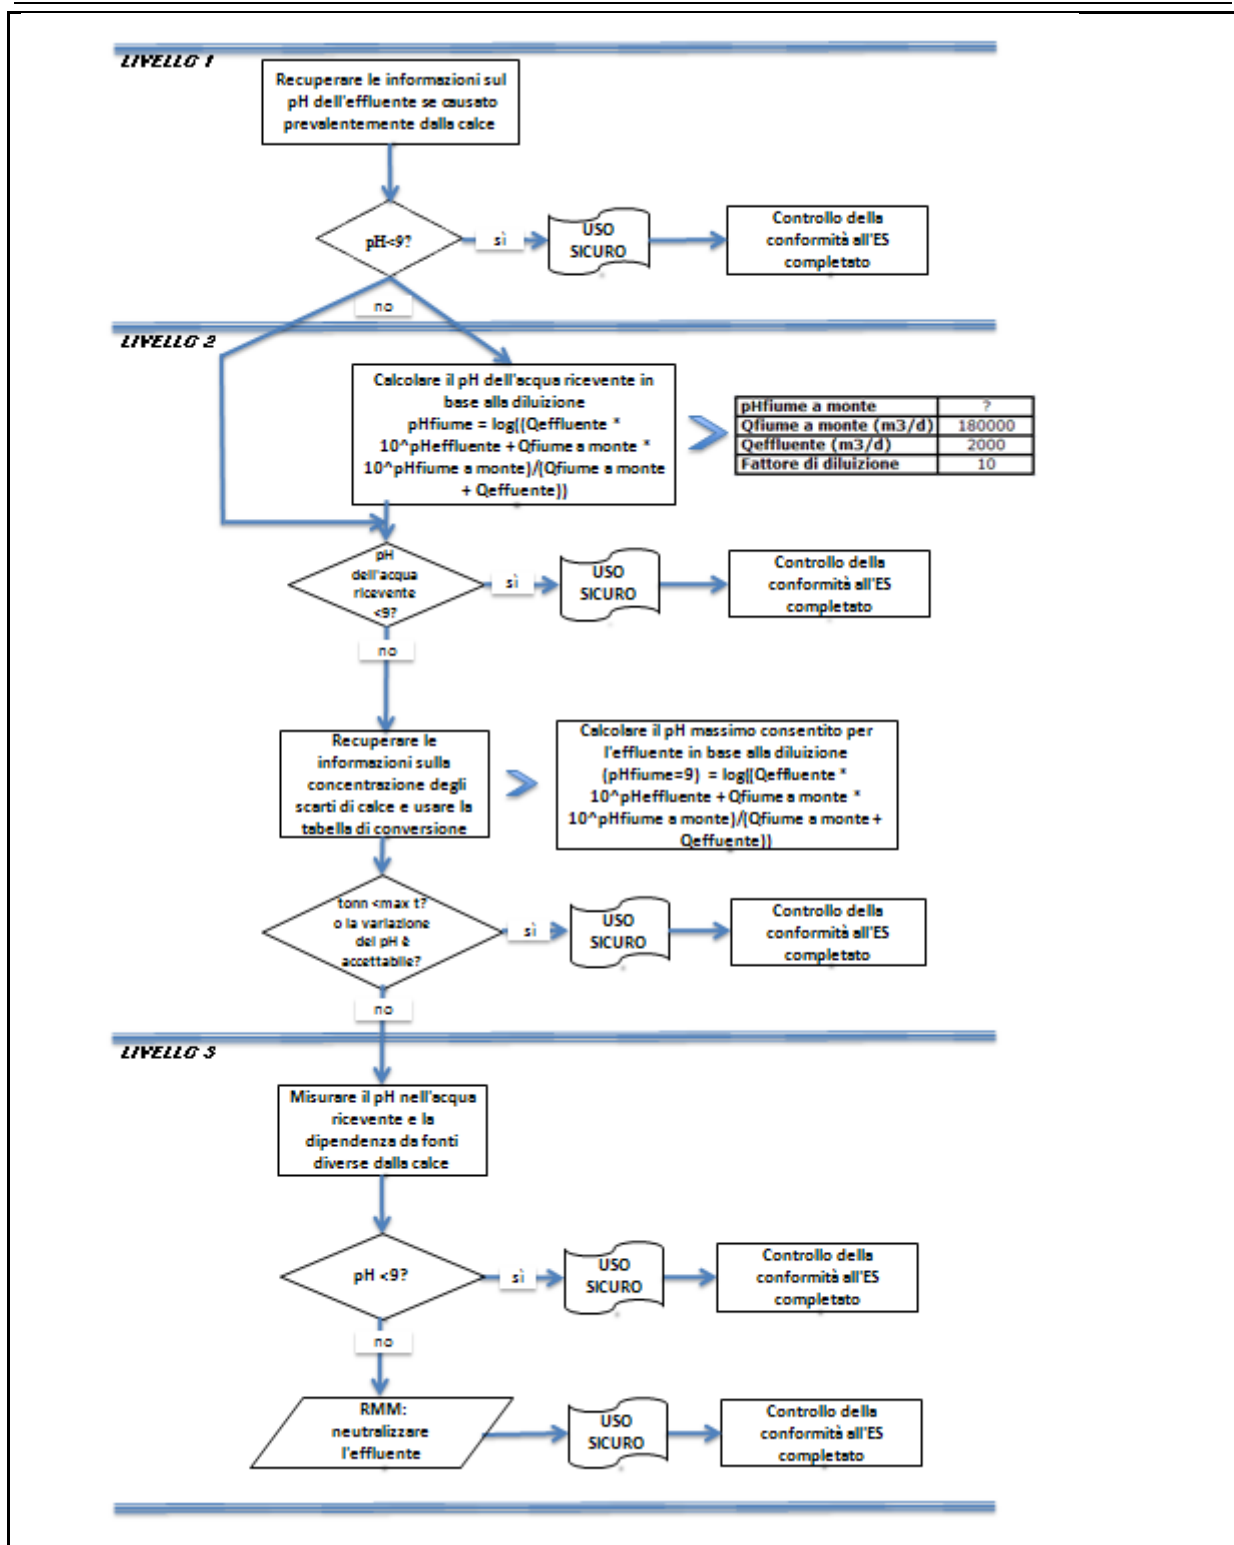 LIVELLO 1
Recuperare le informazioni sul
pH dell'effluente se causato
prevalentemente dalla calce
pH<9?
sì
USO
SICURO
Controllo della
conformità all'ES
completato
no
LIVELLO 2
Calcolare il pH dell'acqua ricevente in
base alla diluizione
pHfiume = log((Qeffluente *
10^pHeffluente + Qfiume a monte *
10^pHfiume a monte)/(Qfiume a monte
+ Qeffuente))
pHfiume a monte ?
Qfiume a monte (m3/d) 180000
Qeffluente (m3/d) 2000
Fattore di diluizione 10
pH
dell'acqua
ricevente
<9?
sì
USO
SICURO
Controllo della
conformità all'ES
completato
no
Recuperare le
informazioni sulla
concentrazione degli
scarti di calce e usare la
tabella di conversione
Calcolare il pH massimo consentito per
l'effluente in base alla diluizione
(pHfiume=9) = log((Qeffluente *
10^pHeffluente + Qfiume a monte *
10^pHfiume a monte)/(Qfiume a monte +
Qeffuente))
tonn <max t?
o la variazione
del pH è
accettabile?
sì
USO
SICURO
Controllo della
conformità all'ES
completato
no
LIVELLO 3
Misurare il pH nell'acqua
ricevente e la
dipendenza da fonti
diverse dalla calce
pH <9?
sì
USO
SICURO
Controllo della
conformità all'ES
completato
no
RMM:
neutralizzare
l'effluente
USO
SICURO
Controllo della
conformità all'ES
completato